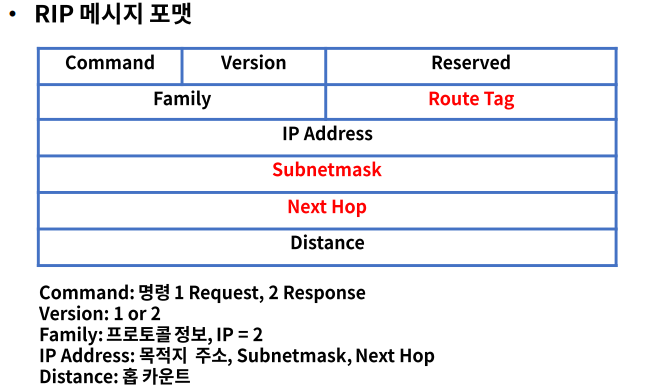 • RIP 메시지 포맷
Command Version Reserved
Family Route Tag
IP Address
Subnetmask
Next Hop
Distance
Command: 명령 1 Request, 2 Response
Version: 1 or 2
Family: 프로토콜 정보, IP = 2
IP Address: 목적지 주소, Subnetmask, Next Hop
Distance: 홉 카운트